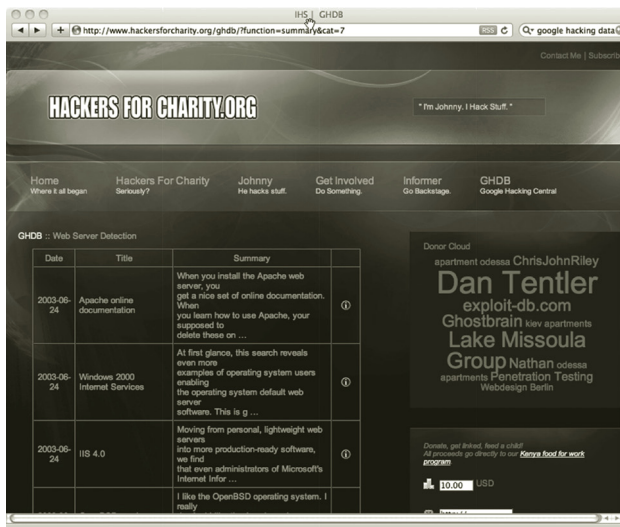 IHS | GHDB
http://www.hackersforcharity.org/ghdb/?function=summary&cat=7
RSS
google hacking data
Contact Me | Subscrib
HACKERS FOR CHARITY.ORG
" I'm Johnny. I Hack Stuff. "
Home
Where it all began
Hackers For Charity
Seriously?
Johnny
He hacks stuff.
Get Involved
Do Something.
Informer
Go Backstage.
GHDB
Google Hacking Central
GHDB :: Web Server Detection
Date Title Summary
2003-06-
24
Apache online
documentation
When you install the Apache web
server, you
get a nice set of online documentation.
When
you learn how to use Apache, your
supposed to
delete these on ...
2003-06-
24
Windows 2000
Internet Services
At first glance, this search reveals
even more
examples of operating system users
enabling
the operating system default web
server
software. This is g ...
2003-06-
24
IIS 4.0
Moving from personal, lightweight web
servers
into more production-ready software,
we find
that even administrators of Microsoft's
Internet Infor ...
I like the OpenBSD operating system. I
really
Donor Cloud
apartment odessa ChrisJohnRiley
Dan Tentler
exploit-db.com
Ghostbrain kiev apartments
Lake Missoula
Group Nathan odessa
apartments Penetration Testing
Webdesign Berlin
Donate, get linked, feed a child!
All proceeds go directly to our Kenya food for work
program.
10.00 USD
http://